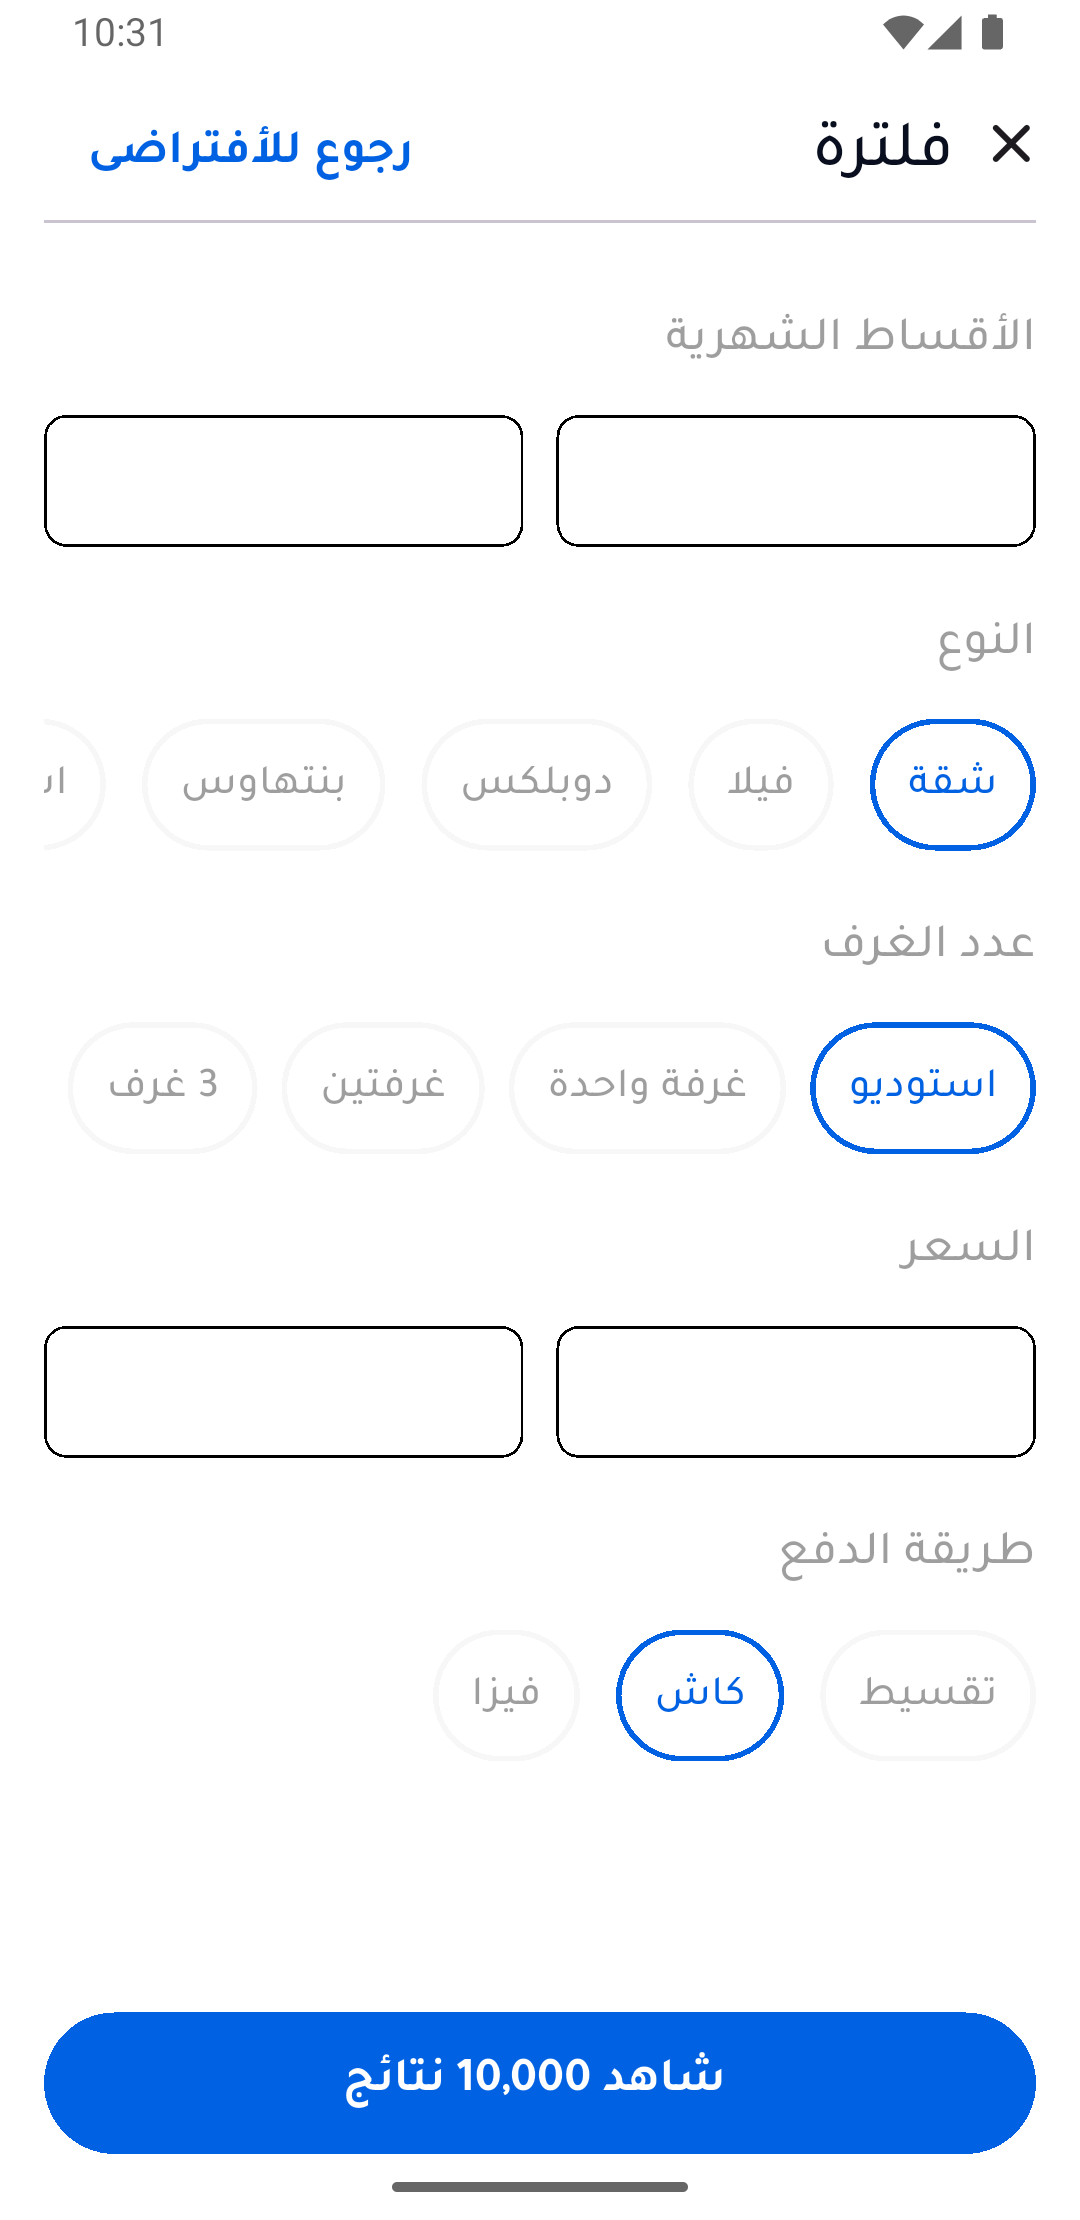 10:31
فلترة
رجوع للأفتراضى
الأقساط الشهرية
النوع
شقة فيلا دوبلكس بنتهاوس
عدد الغرف
استوديو غرفة واحدة غرفتين 3 غرف
السعر
طريقة الدفع
تقسيط كاش فيزا
شاهد 10,000 نتائج